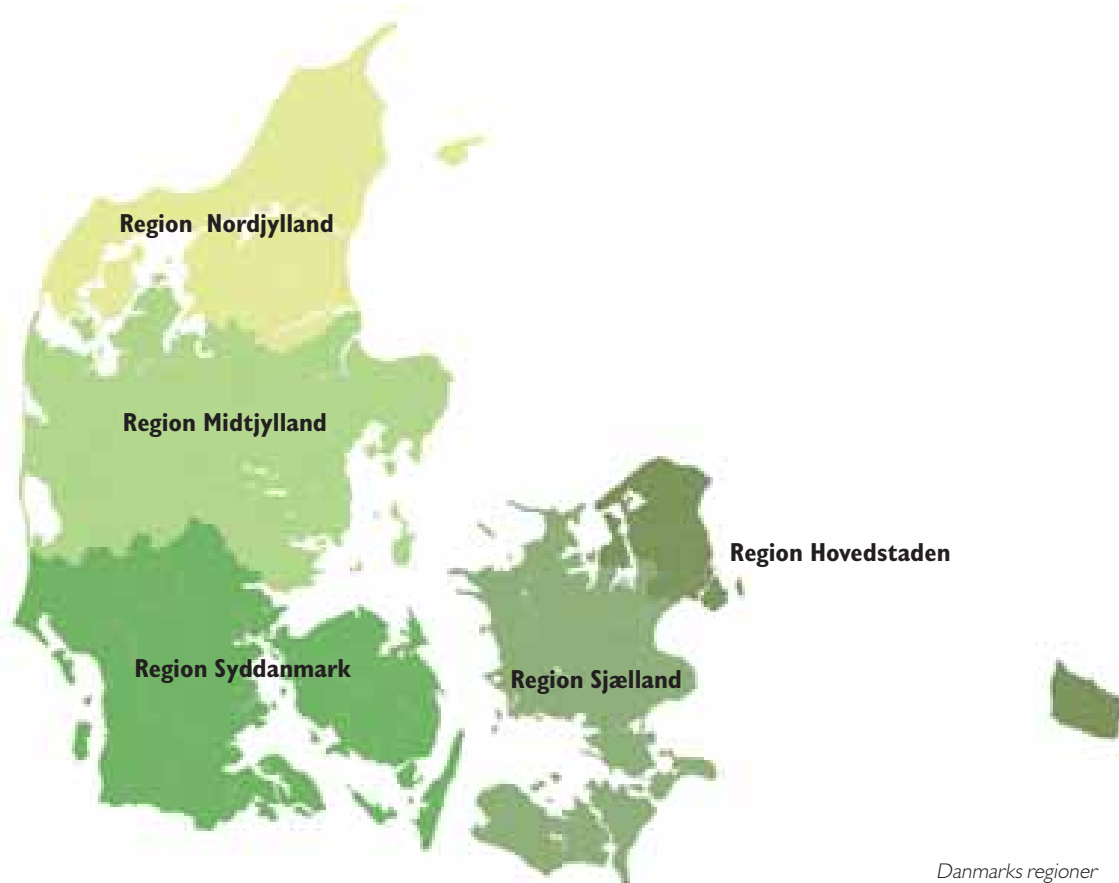 Region Nordjylland
Region Midtjylland
Region Hovedstaden
Region Syddanmark
Region Sjælland
Danmarks regioner